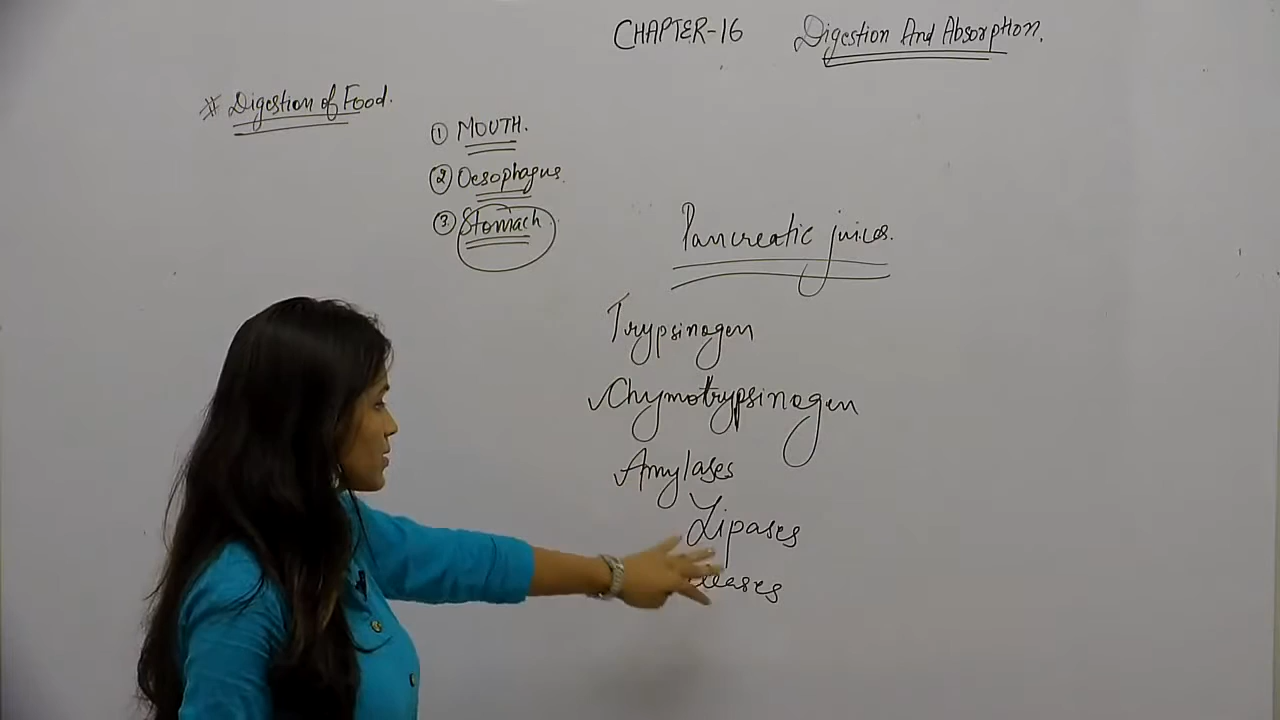 CHAPTER-16 Digestion And Absorption.
* Digestion of Food.
① MOUTH.
② Oesophagus.
③ Stomach.
Pancreatic juices.
Trypsinogen
✓Chymotrypsinogen
Amylases
Lipases